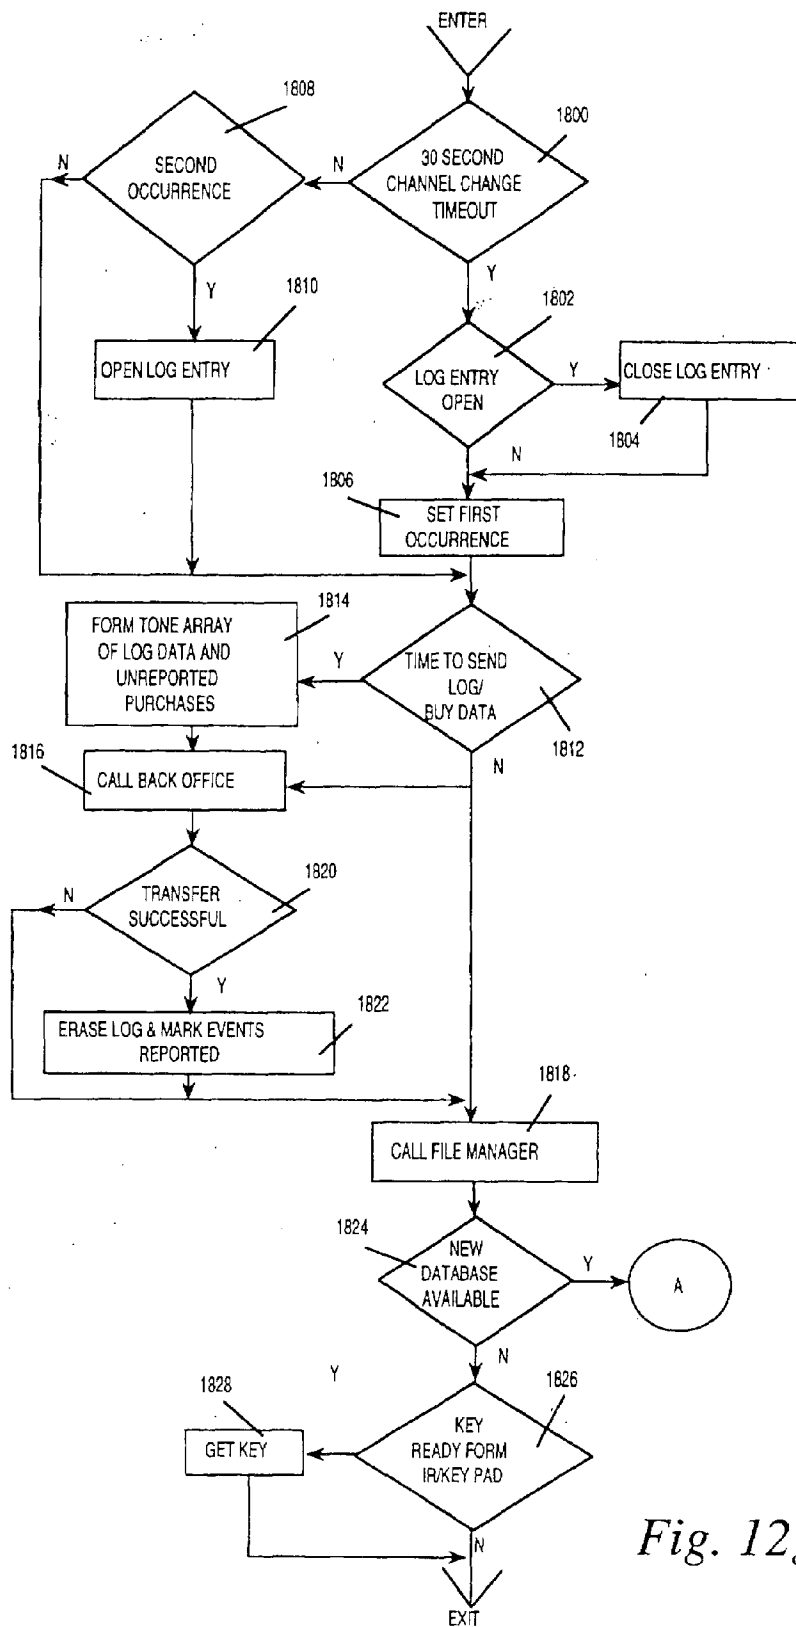 ENTER
1808
1800
N
SECOND
OCCURRENCE
N
30 SECOND
CHANNEL CHANGE
TIMEOUT
Y
1810
Y
1802
OPEN LOG ENTRY
LOG ENTRY
OPEN
Y
CLOSE LOG ENTRY
1804
N
1806
SET FIRST
OCCURRENCE
1814
FORM TONE ARRAY
OF LOG DATA AND
UNREPORTED
PURCHASES
Y
TIME TO SEND
LOG/
BUY DATA
1812
1816
N
CALL BACK OFFICE
1820
N
TRANSFER
SUCCESSFUL
Y
1822
ERASE LOG & MARK EVENTS
REPORTED
1818
CALL FILE MANAGER
1824
NEW
DATABASE
AVAILABLE
Y
A
N
Y
1828
1826
GET KEY
KEY
READY FORM
IR/KEY PAD
N
EXIT
Fig. 12